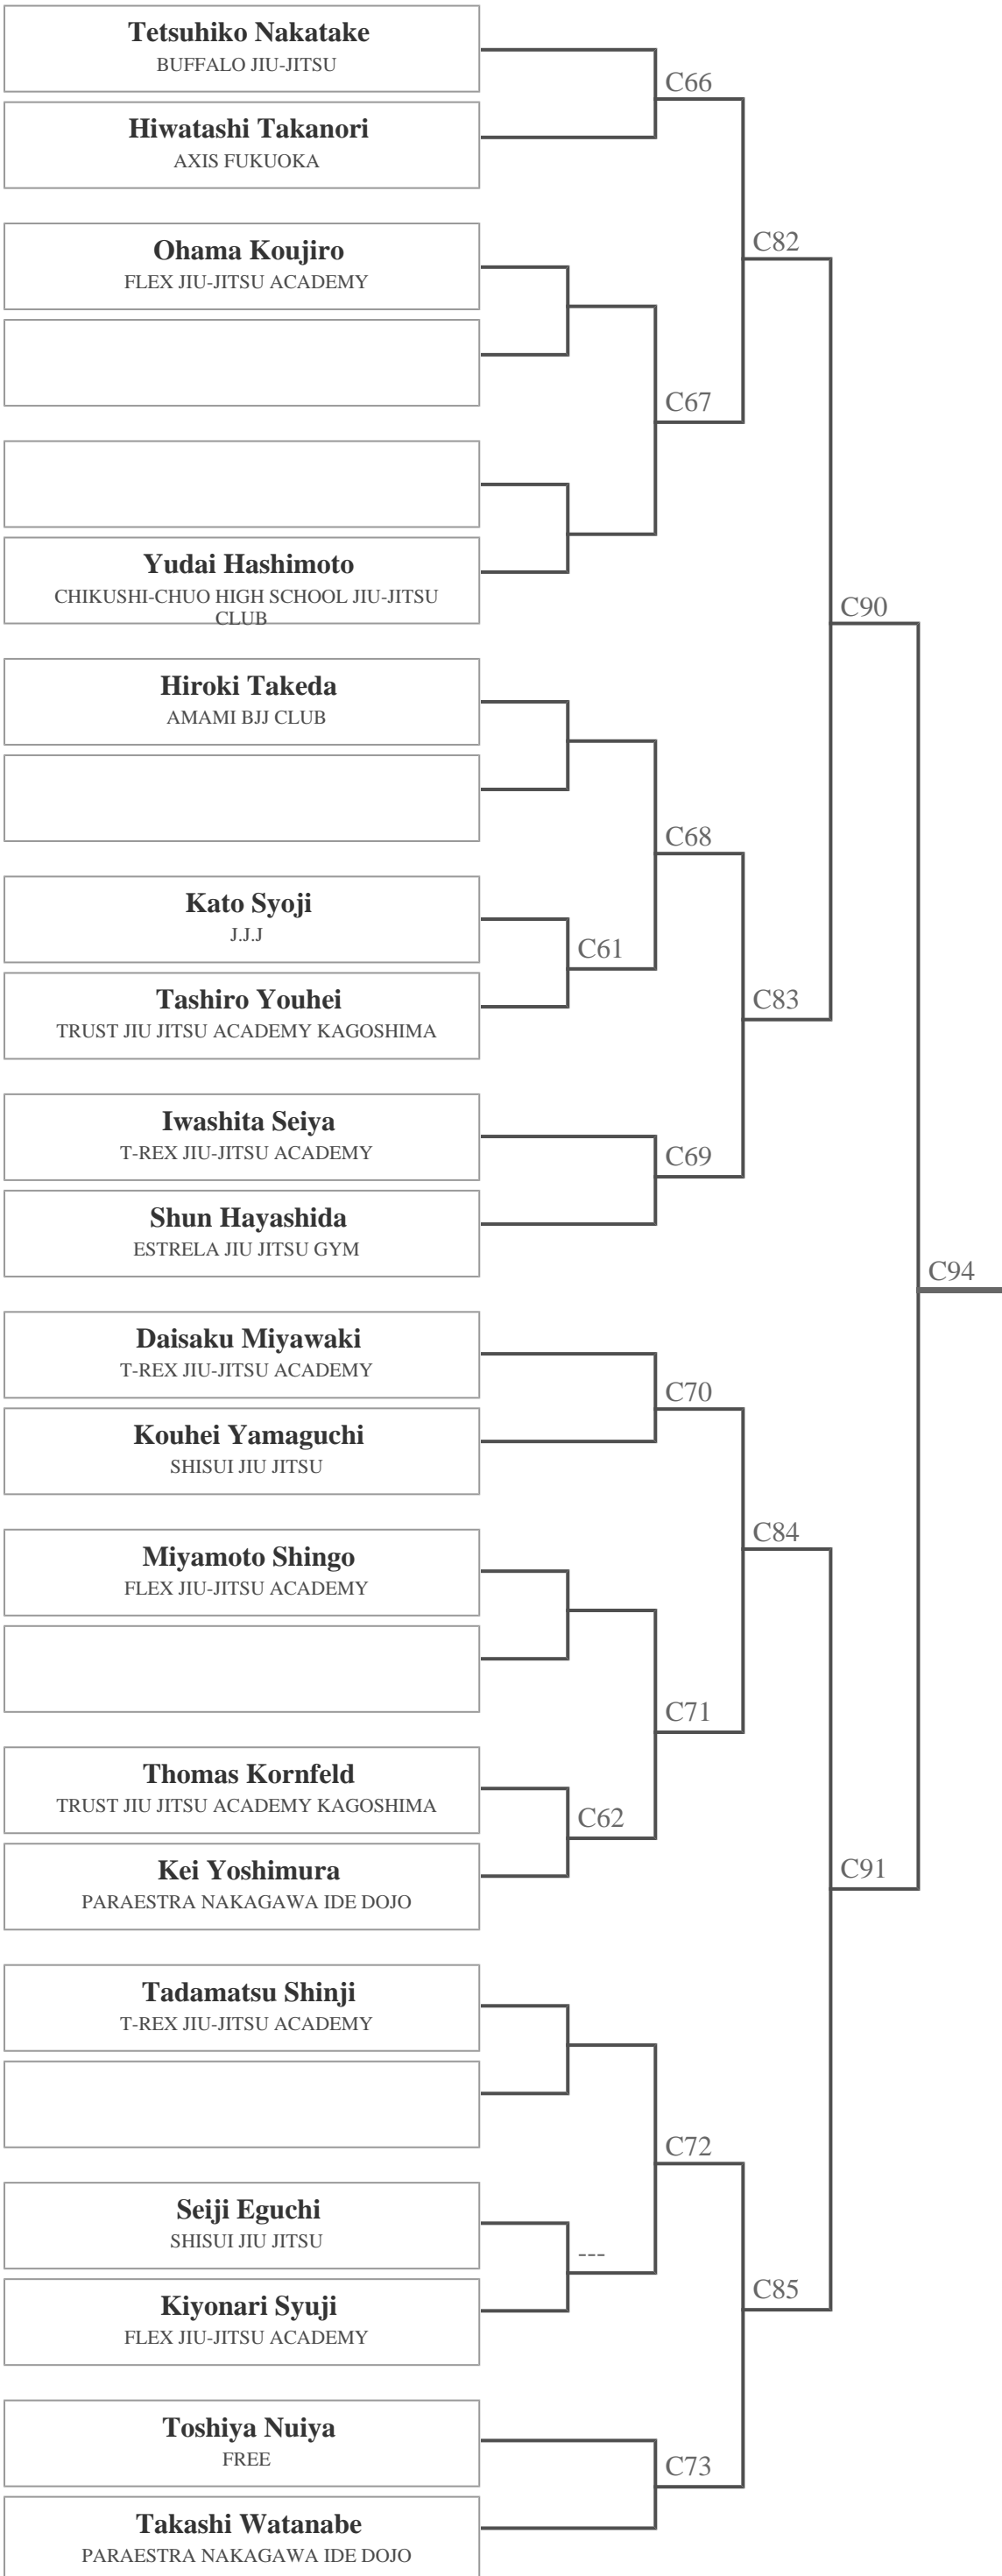 Tetsuhiko Nakatake
BUFFALO JIU-JITSU
C66
Hiwatashi Takanori
AXIS FUKUOKA
C82
Ohama Koujiro
FLEX JIU-JITSU ACADEMY
C67
Yudai Hashimoto
CHIKUSHI-CHUO HIGH SCHOOL JIU-JITSU
CLUB
C90
Hiroki Takeda
AMAMI BJJ CLUB
C68
Kato Syoji
J.J.J
C61
Tashiro Youhei
TRUST JIU JITSU ACADEMY KAGOSHIMA
C83
Iwashita Seiya
T-REX JIU-JITSU ACADEMY
C69
Shun Hayashida
ESTRELA JIU JITSU GYM
C94
Daisaku Miyawaki
T-REX JIU-JITSU ACADEMY
C70
Kouhei Yamaguchi
SHISUI JIU JITSU
C84
Miyamoto Shingo
FLEX JIU-JITSU ACADEMY
C71
Thomas Kornfeld
TRUST JIU JITSU ACADEMY KAGOSHIMA
C62
Kei Yoshimura
PARAESTRA NAKAGAWA IDE DOJO
C91
Tadamatsu Shinji
T-REX JIU-JITSU ACADEMY
C72
Seiji Eguchi
SHISUI JIU JITSU
---
Kiyonari Syuji
FLEX JIU-JITSU ACADEMY
C85
Toshiya Nuiya
FREE
C73
Takashi Watanabe
PARAESTRA NAKAGAWA IDE DOJO